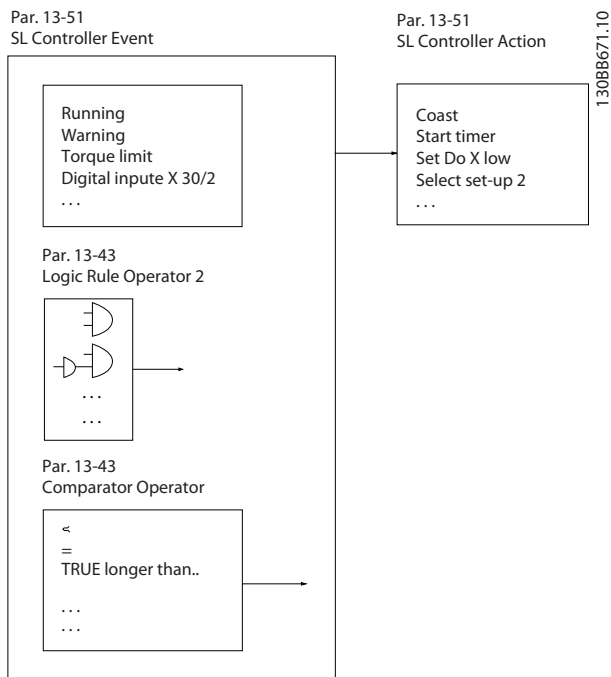 Par. 13-51
SL Controller Event
Par. 13-51
SL Controller Action
130BB671.10
Running
Warning
Torque limit
Digital inpute X 30/2
. . .
Coast
Start timer
Set Do X low
Select set-up 2
. . .
Par. 13-43
Logic Rule Operator 2
. . .
. . .
Par. 13-43
Comparator Operator
=
TRUE longer than..
. . .
. . .